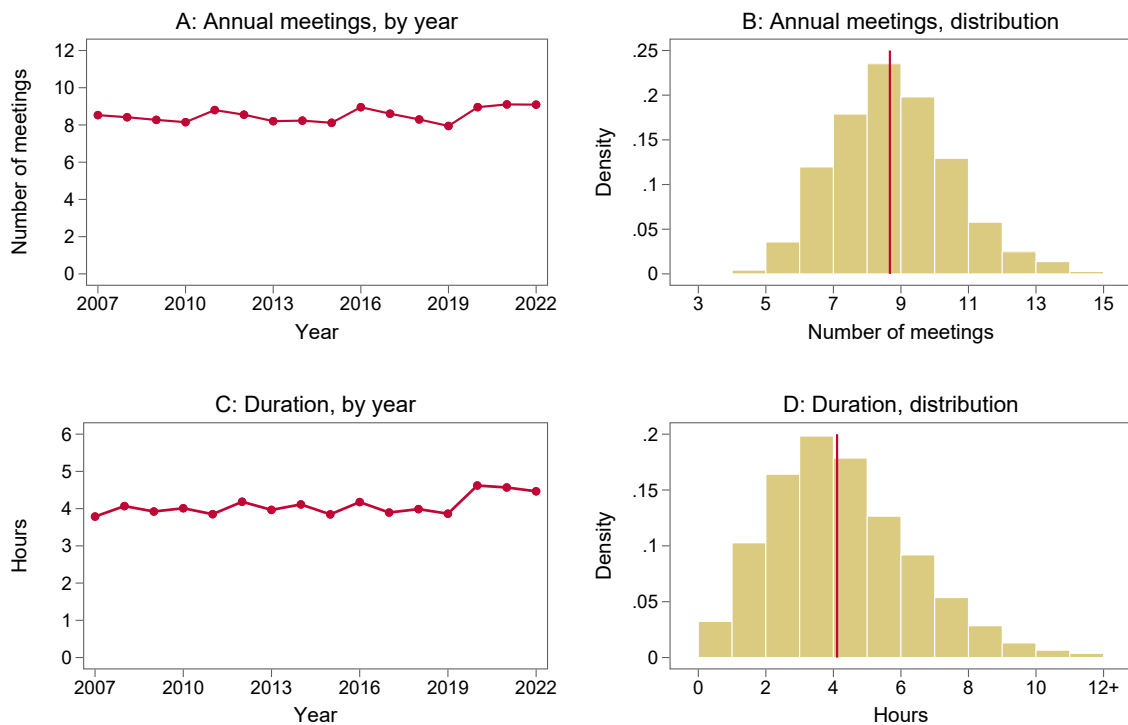 A: Annual meetings, by year
Number of meetings
12
10
8
6
4
2
0
2007 2010 2013 2016 2019 2022
Year
B: Annual meetings, distribution
Density
.25
.2
.15
.1
.05
0
3 5 7 9 11 13 15
Number of meetings
C: Duration, by year
Hours
6
5
4
3
2
1
0
2007 2010 2013 2016 2019 2022
Year
D: Duration, distribution
Density
.2
.15
.1
.05
0
0 2 4 6 8 10 12+
Hours